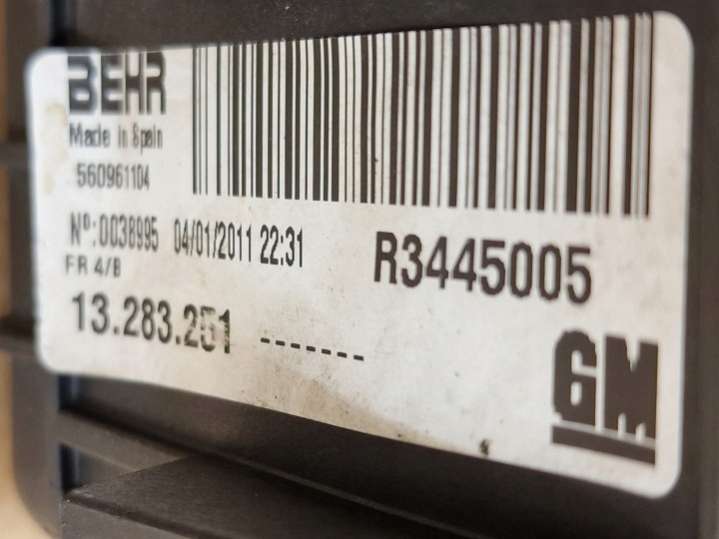 BEHR
Made in Spain
560961104
Nº:0038995 04/01/2011 22:31
R3445005
FR 4/B
13.283.251 -------
GM